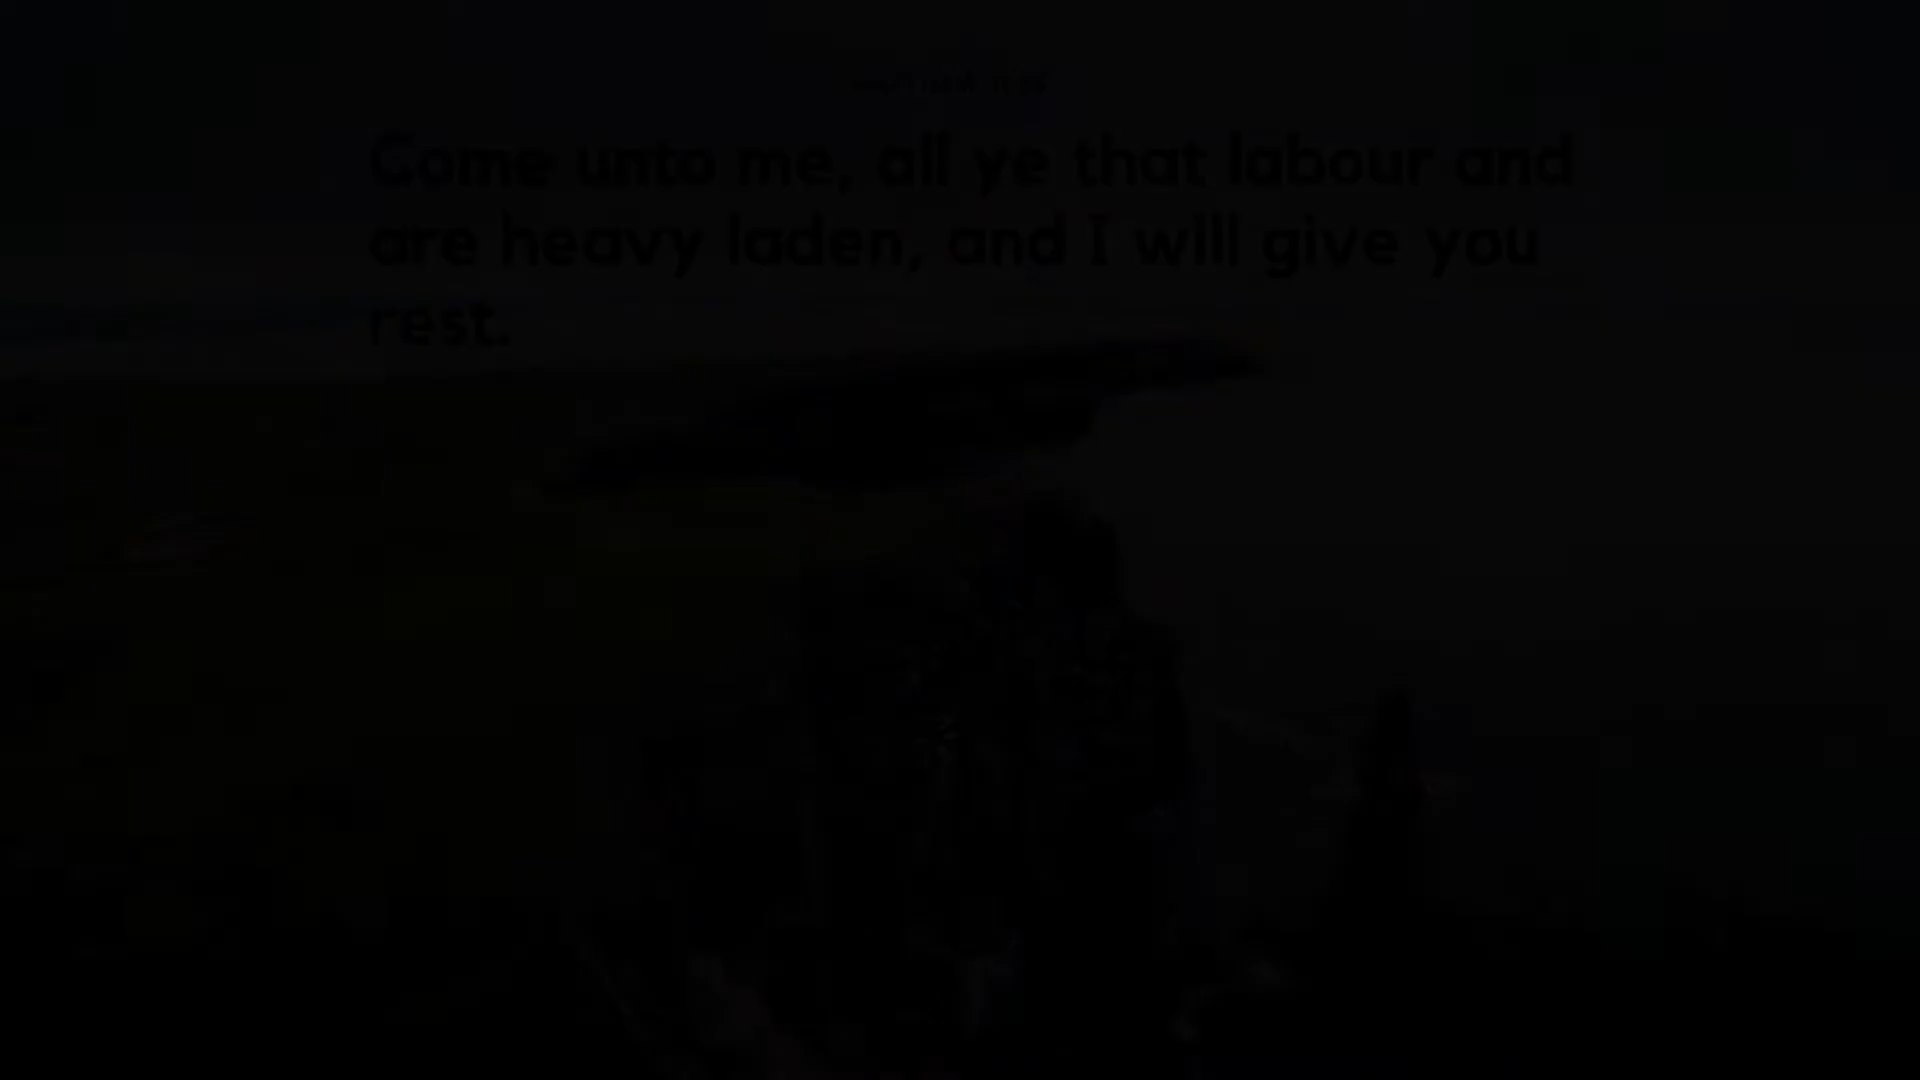 Come unto me, all ye that labour and
are heavy laden, and I will give you
rest.